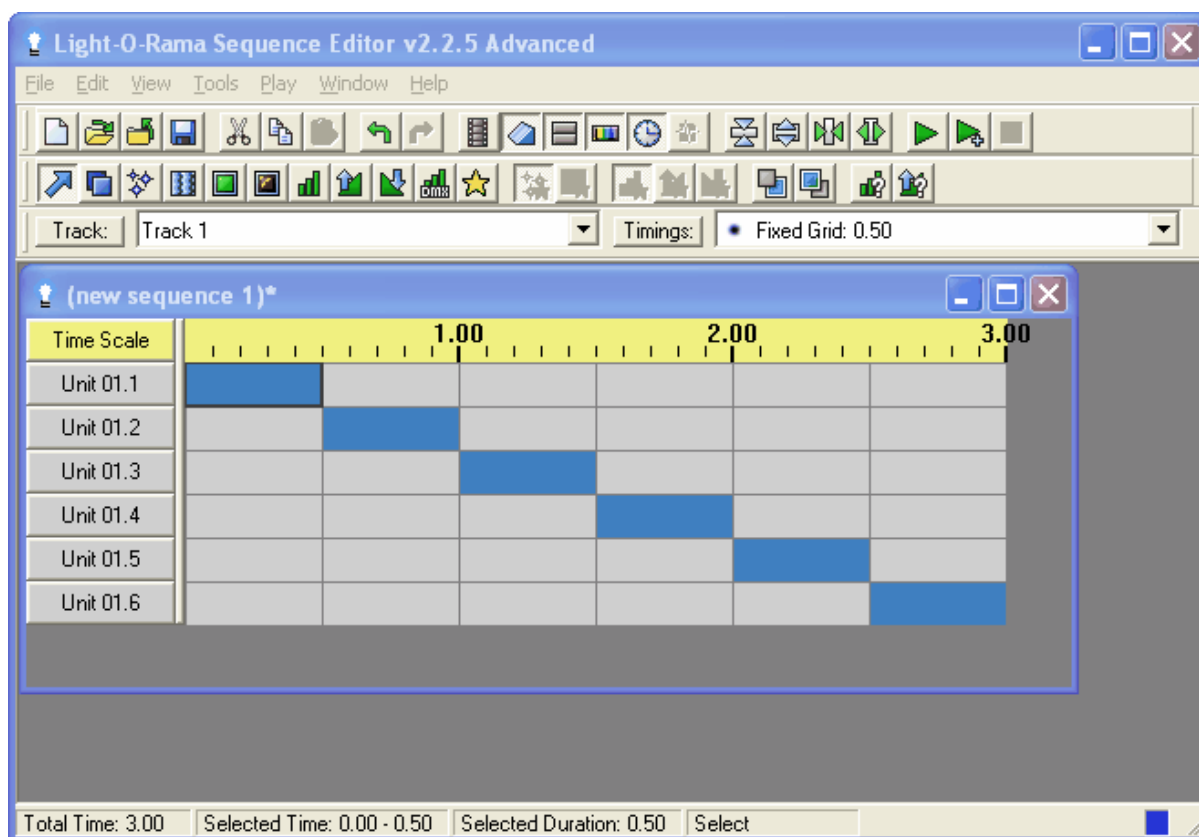 Light-O-Rama Sequence Editor v2.2.5 Advanced
File Edit View Tools Play Window Help
DMX
Track: Track 1 Timings: Fixed Grid: 0.50
(new sequence 1)*
Time Scale 1.00 2.00 3.00
Unit 01.1
Unit 01.2
Unit 01.3
Unit 01.4
Unit 01.5
Unit 01.6
Total Time: 3.00 Selected Time: 0.00 - 0.50 Selected Duration: 0.50 Select